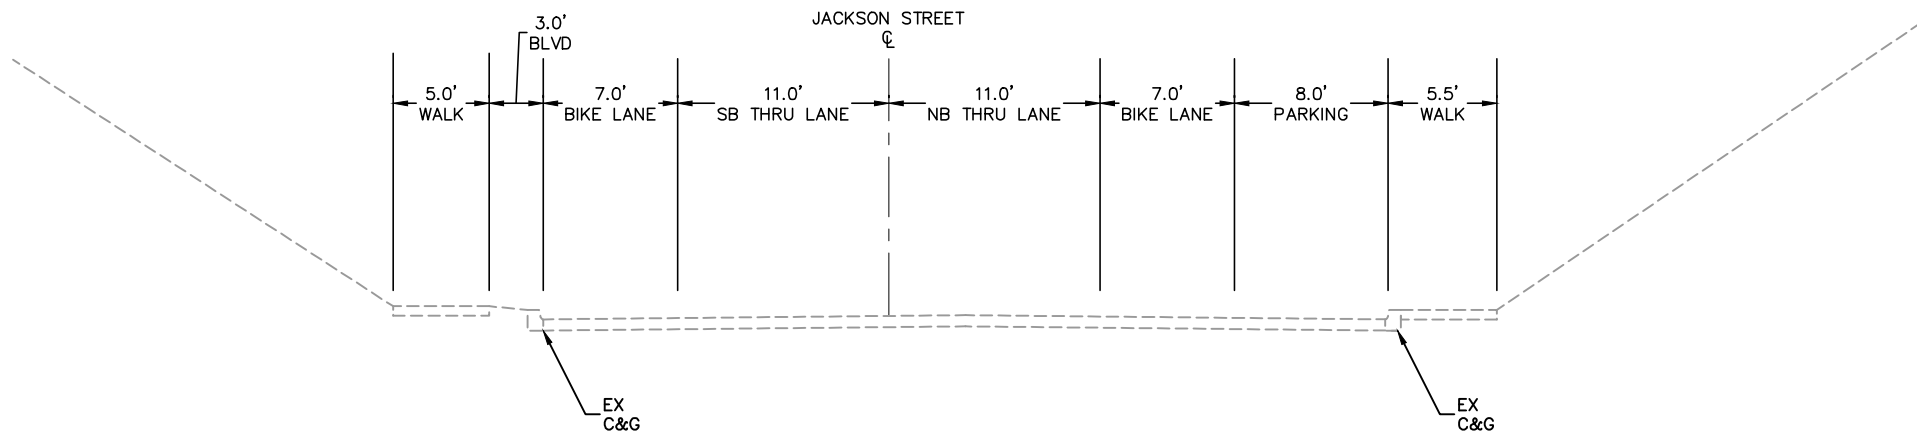 JACKSON STREET
℄
3.0'
BLVD
5.0'
WALK
7.0'
BIKE LANE
11.0'
SB THRU LANE
11.0'
NB THRU LANE
7.0'
BIKE LANE
8.0'
PARKING
5.5'
WALK
EX
C&G
EX
C&G